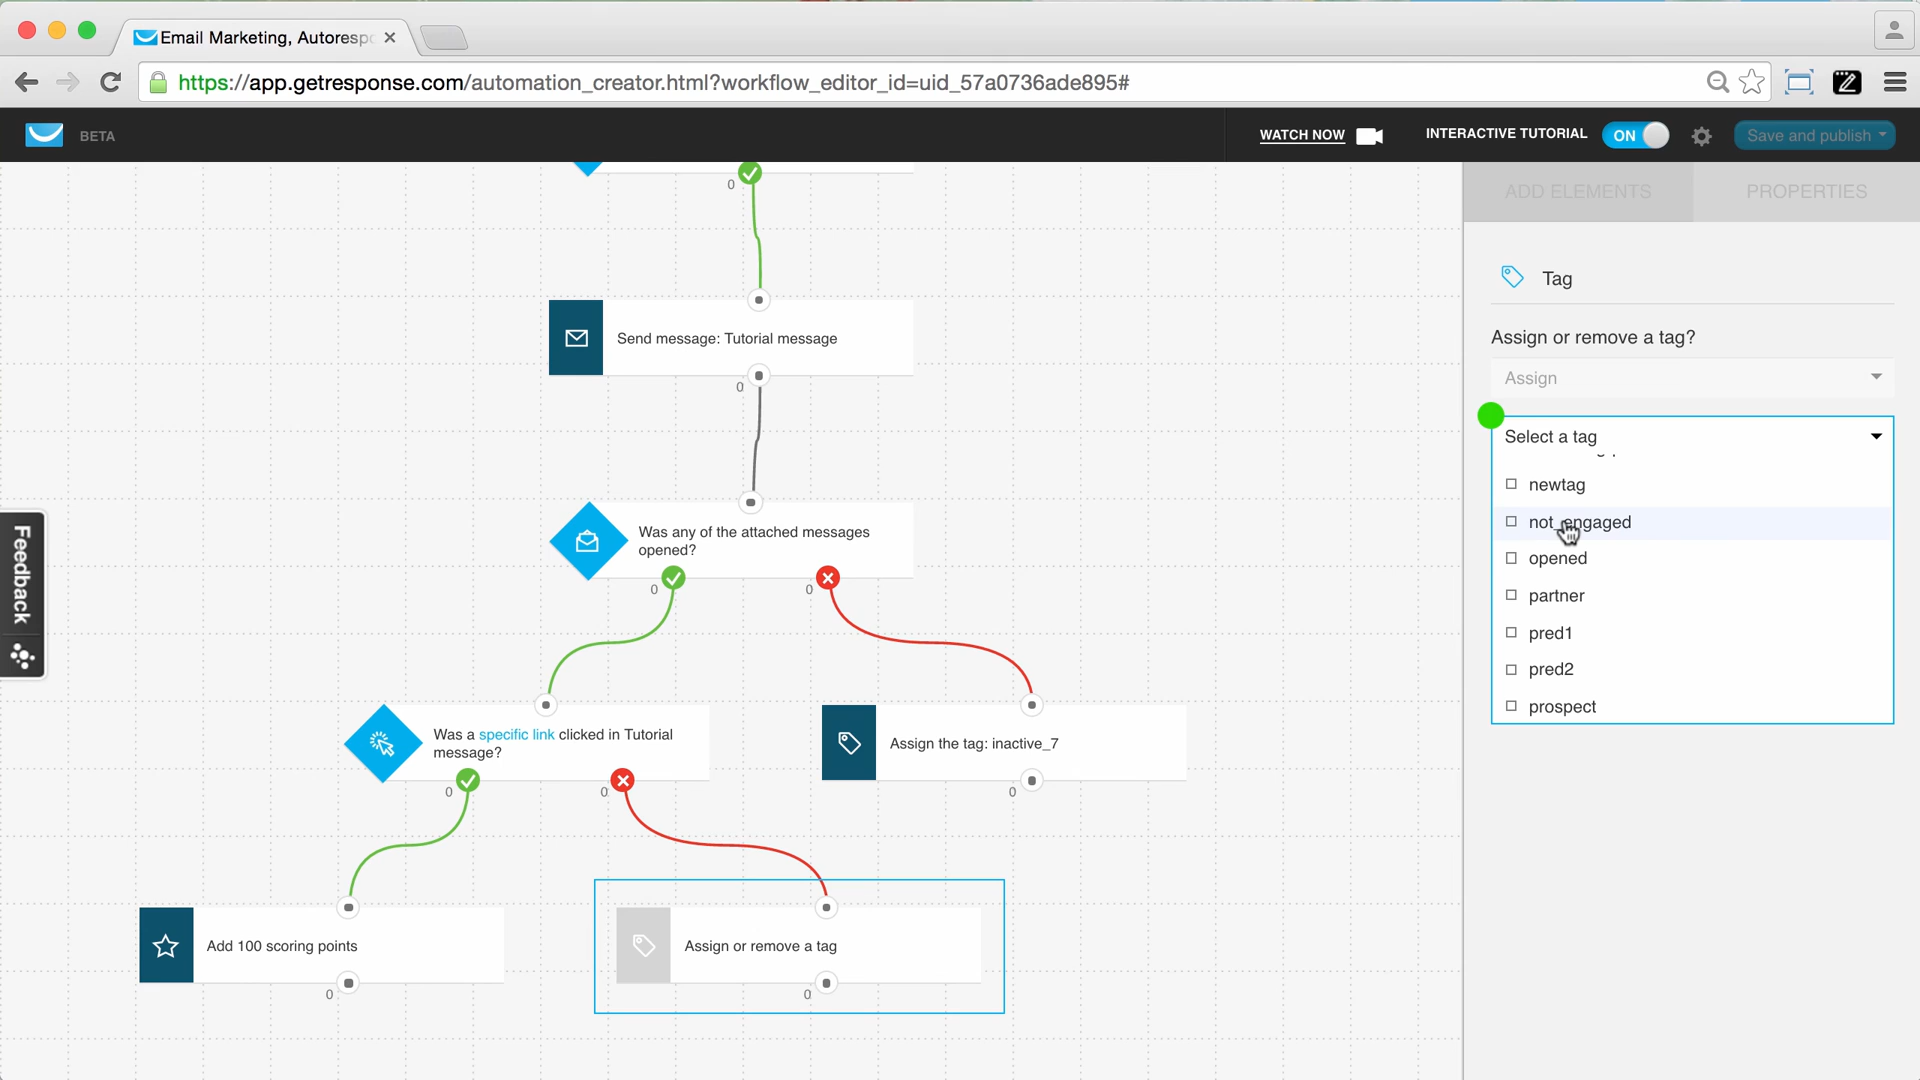 Email Marketing, Autoresp
https://app.getresponse.com/automation_creator.html?workflow_editor_id=uid_57a0736ade895#
BETA
WATCH NOW
INTERACTIVE TUTORIAL
ON
Save and publish
ADD ELEMENTS
PROPERTIES
0
Tag
Send message: Tutorial message
Assign or remove a tag?
Assign
0
Select a tag
newtag
Was any of the attached messages
opened?
not_engaged
opened
0
0
partner
pred1
pred2
prospect
Feedback
Was a specific link clicked in Tutorial
message?
Assign the tag: inactive_7
0
0
0
Add 100 scoring points
Assign or remove a tag
0
0